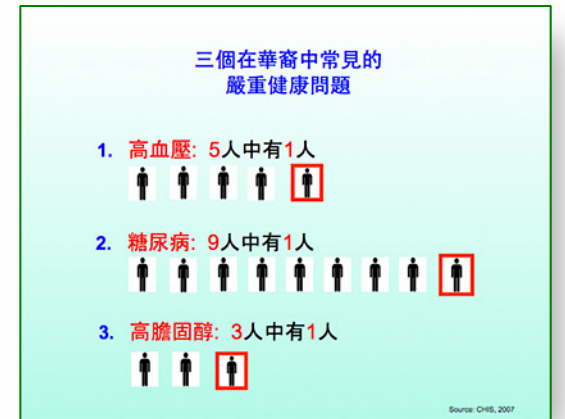 三個在華裔中常見的
嚴重健康問題
1. 高血壓: 5人中有1人
2. 糖尿病: 9人中有1人
3. 高膽固醇: 3人中有1人
Source: CHIS, 2007